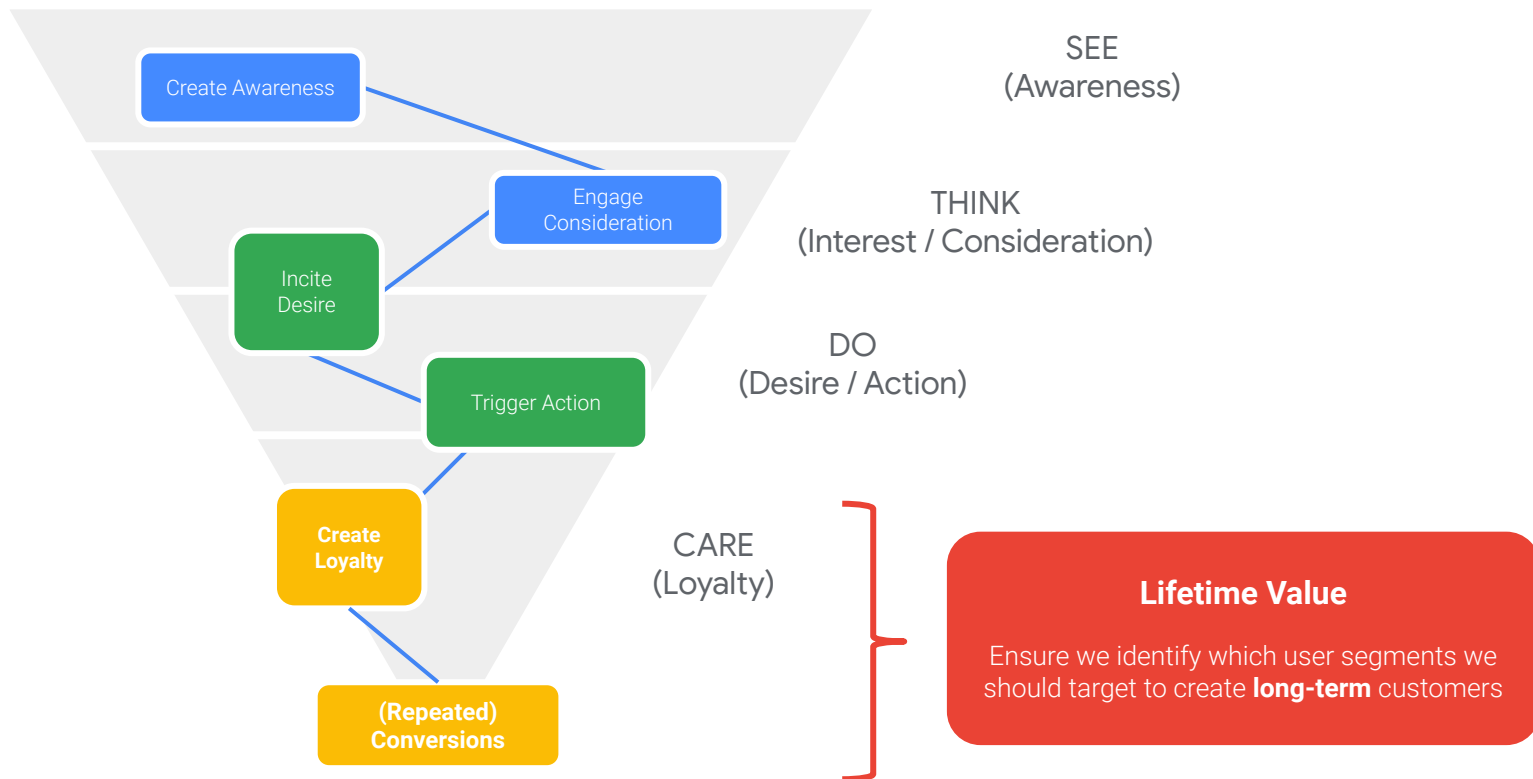 Create Awareness
SEE
(Awareness)
Engage
Consideration
THINK
(Interest / Consideration)
Incite
Desire
DO
(Desire / Action)
Trigger Action
Create
Loyalty
CARE
(Loyalty)
(Repeated)
Conversions
Lifetime Value
Ensure we identify which user segments we
should target to create long-term customers